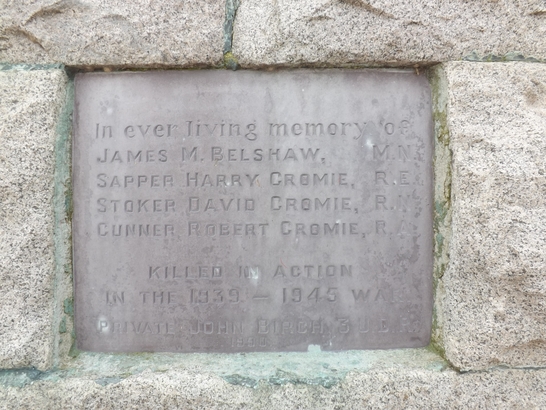 In ever living memory of
JAMES M. BELSHAW, M.N.
SAPPER HARRY CROMIE, R.E.
STOKER DAVID CROMIE, R.N.
GUNNER ROBERT CROMIE, R.A.
KILLED IN ACTION
IN THE 1939 – 1945 WAR
PRIVATE JOHN BIRCH 3 U.D.R.